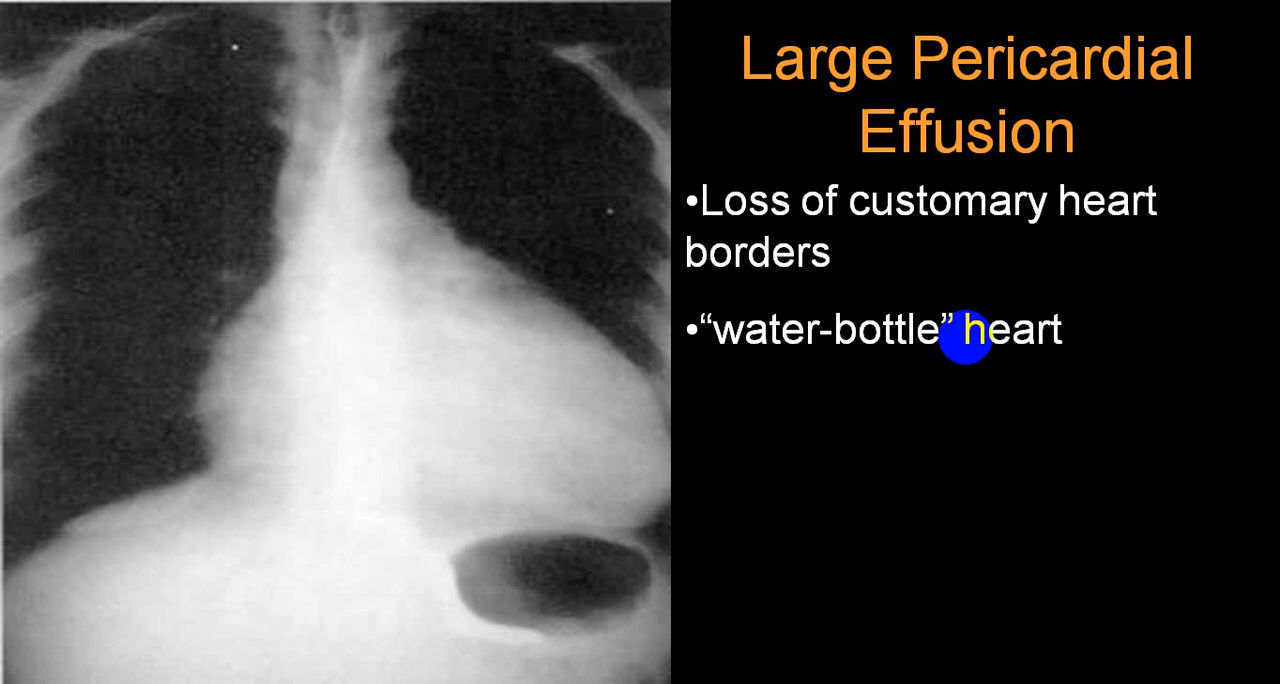 Large Pericardial
Effusion
•Loss of customary heart
borders
•“water-bottle” heart